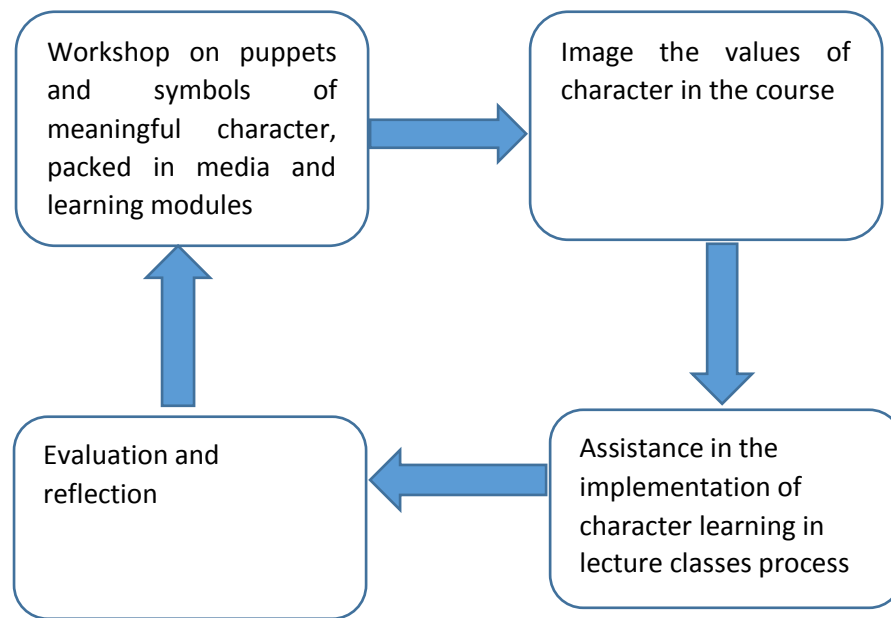 Workshop on puppets
and symbols of
meaningful character,
packed in media and
learning modules
Image the values of
character in the course
Assistance in the
implementation of
character learning in
lecture classes process
Evaluation and
reflection